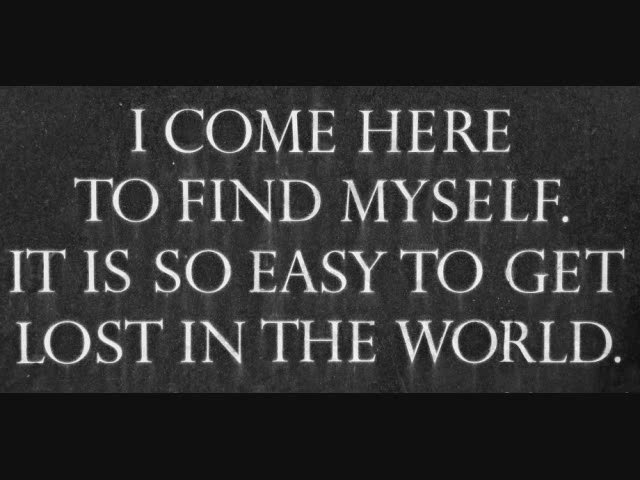 I COME HERE
TO FIND MYSELF.
IT IS SO EASY TO GET
LOST IN THE WORLD.